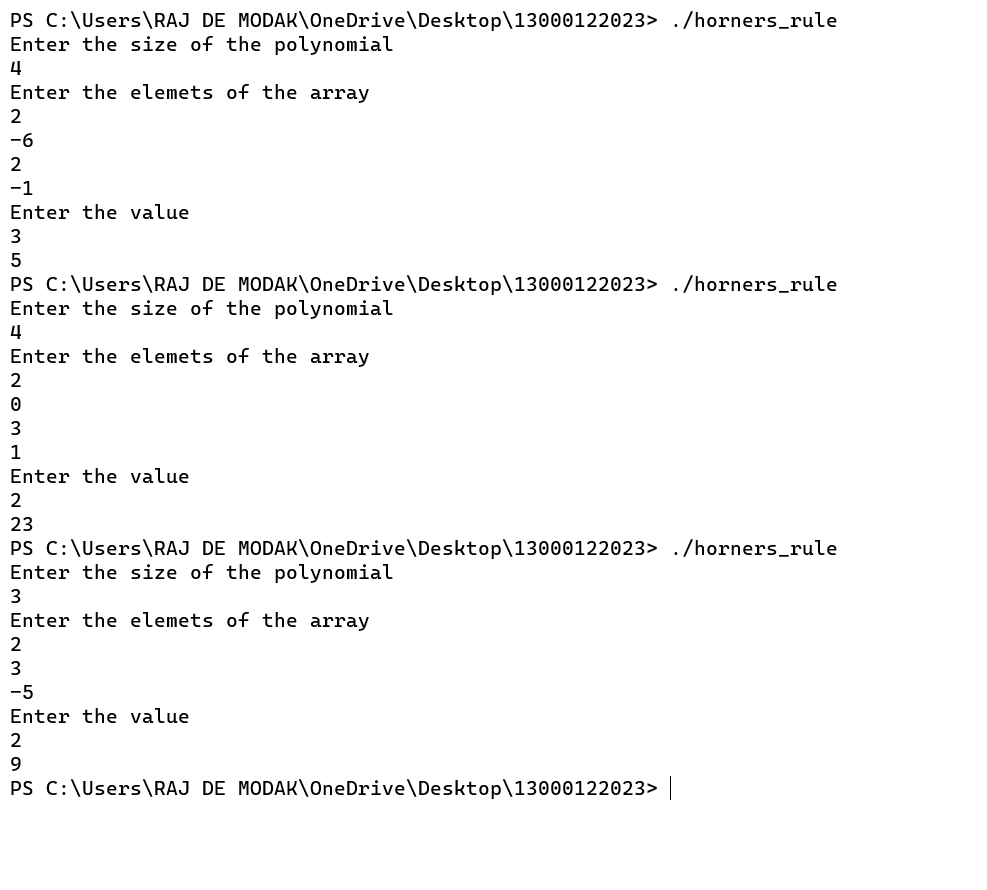 PS C:\Users\RAJ DE MODAK\OneDrive\Desktop\13000122023> ./horners_rule
Enter the size of the polynomial
4
Enter the elemets of the array
2
-6
2
-1
Enter the value
3
5
PS C:\Users\RAJ DE MODAK\OneDrive\Desktop\13000122023> ./horners_rule
Enter the size of the polynomial
4
Enter the elemets of the array
2
0
3
1
Enter the value
2
23
PS C:\Users\RAJ DE MODAK\OneDrive\Desktop\13000122023> ./horners_rule
Enter the size of the polynomial
3
Enter the elemets of the array
2
3
-5
Enter the value
2
9
PS C:\Users\RAJ DE MODAK\OneDrive\Desktop\13000122023>